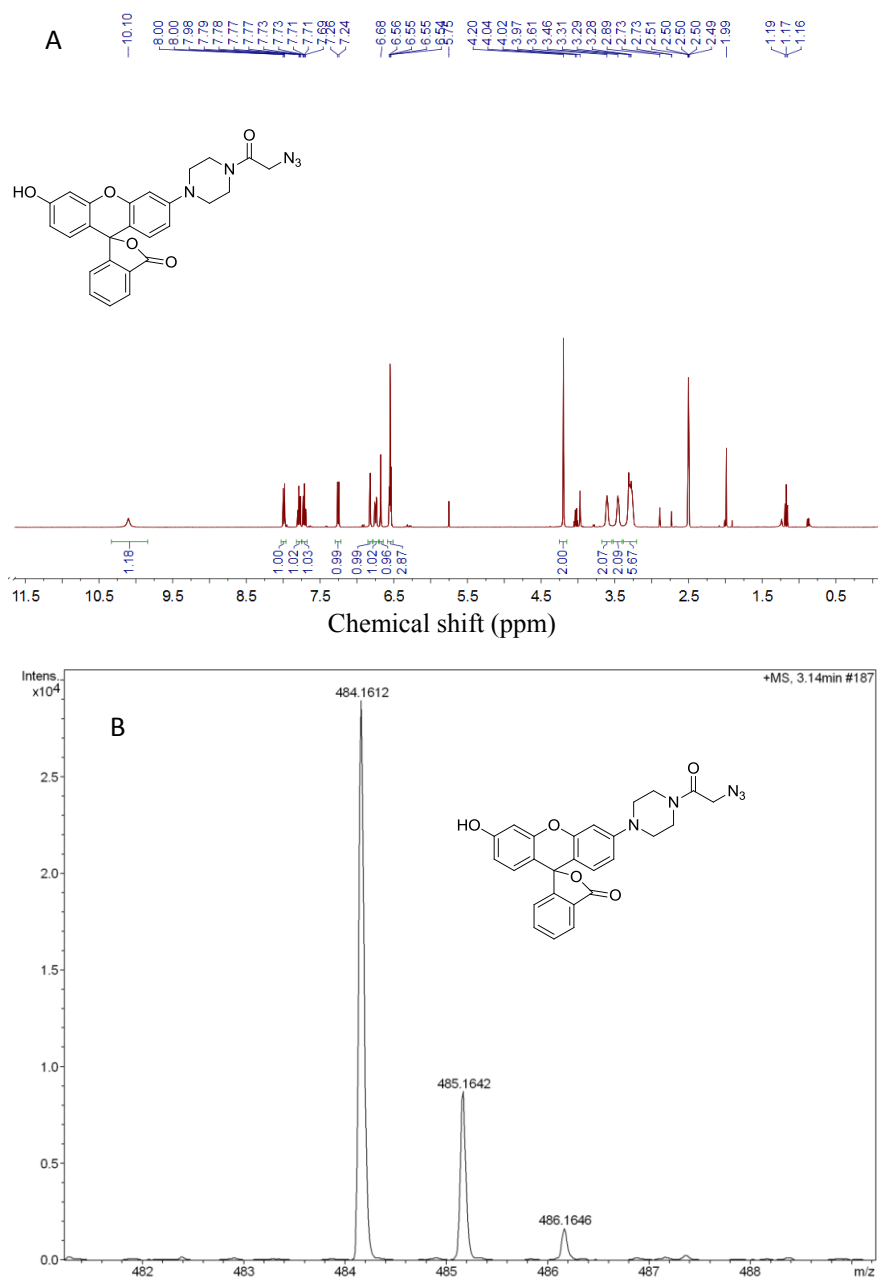 A
10.10 8.00 8.00 7.98 7.79 7.78 7.77 7.77 7.73 7.73 7.71 7.71 7.69 7.26 7.24 6.68 6.56 6.55 6.55 6.54 5.75 4.20 4.04 4.02 3.97 3.61 3.46 3.31 3.29 3.28 2.89 2.73 2.73 2.51 2.50 2.50 2.50 2.49 1.99 1.19 1.17 1.16
O
N
N3
HO
O
N
O
O
1.18 1.00 1.02 1.03 0.99 0.99 1.02 0.96 2.87 2.00 2.07 2.09 5.67
11.5 10.5 9.5 8.5 7.5 6.5 5.5 4.5 3.5 2.5 1.5 0.5
Chemical shift (ppm)
Intens.
x10^4
+MS, 3.14min #187
484.1612
B
O
N
N3
HO
O
N
O
O
2.5
2.0
1.5
1.0
485.1642
0.5
486.1646
0.0
482 483 484 485 486 487 488 m/z